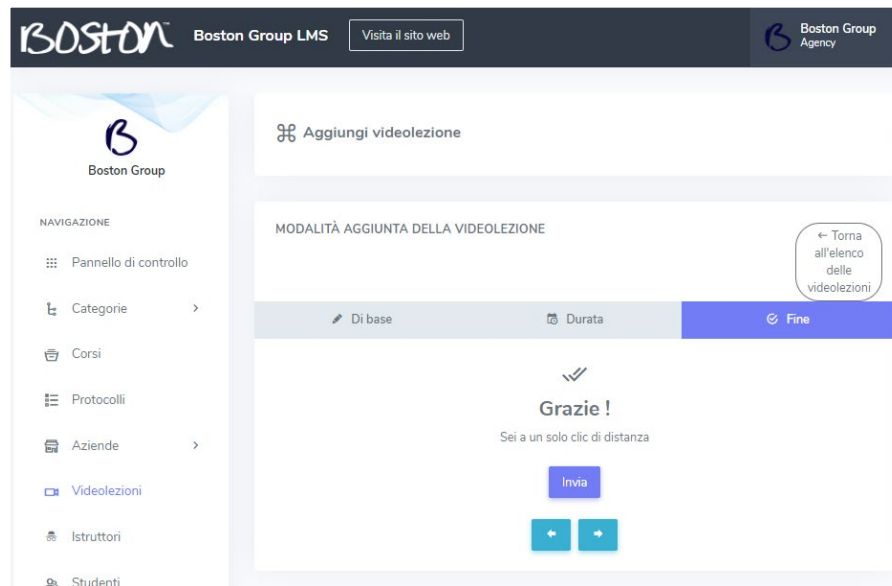 BOSTON Boston Group LMS Visita il sito web
Boston Group
Agency
Boston Group
NAVIGAZIONE
Pannello di controllo
Categorie
Corsi
Protocolli
Aziende
Videolezioni
Istruttori
Studenti
Aggiungi videolezione
MODALITÀ AGGIUNTA DELLA VIDEOLEZIONE
← Torna
all'elenco
delle
videolezioni
Di base Durata Fine
Grazie !
Sei a un solo clic di distanza
Invia